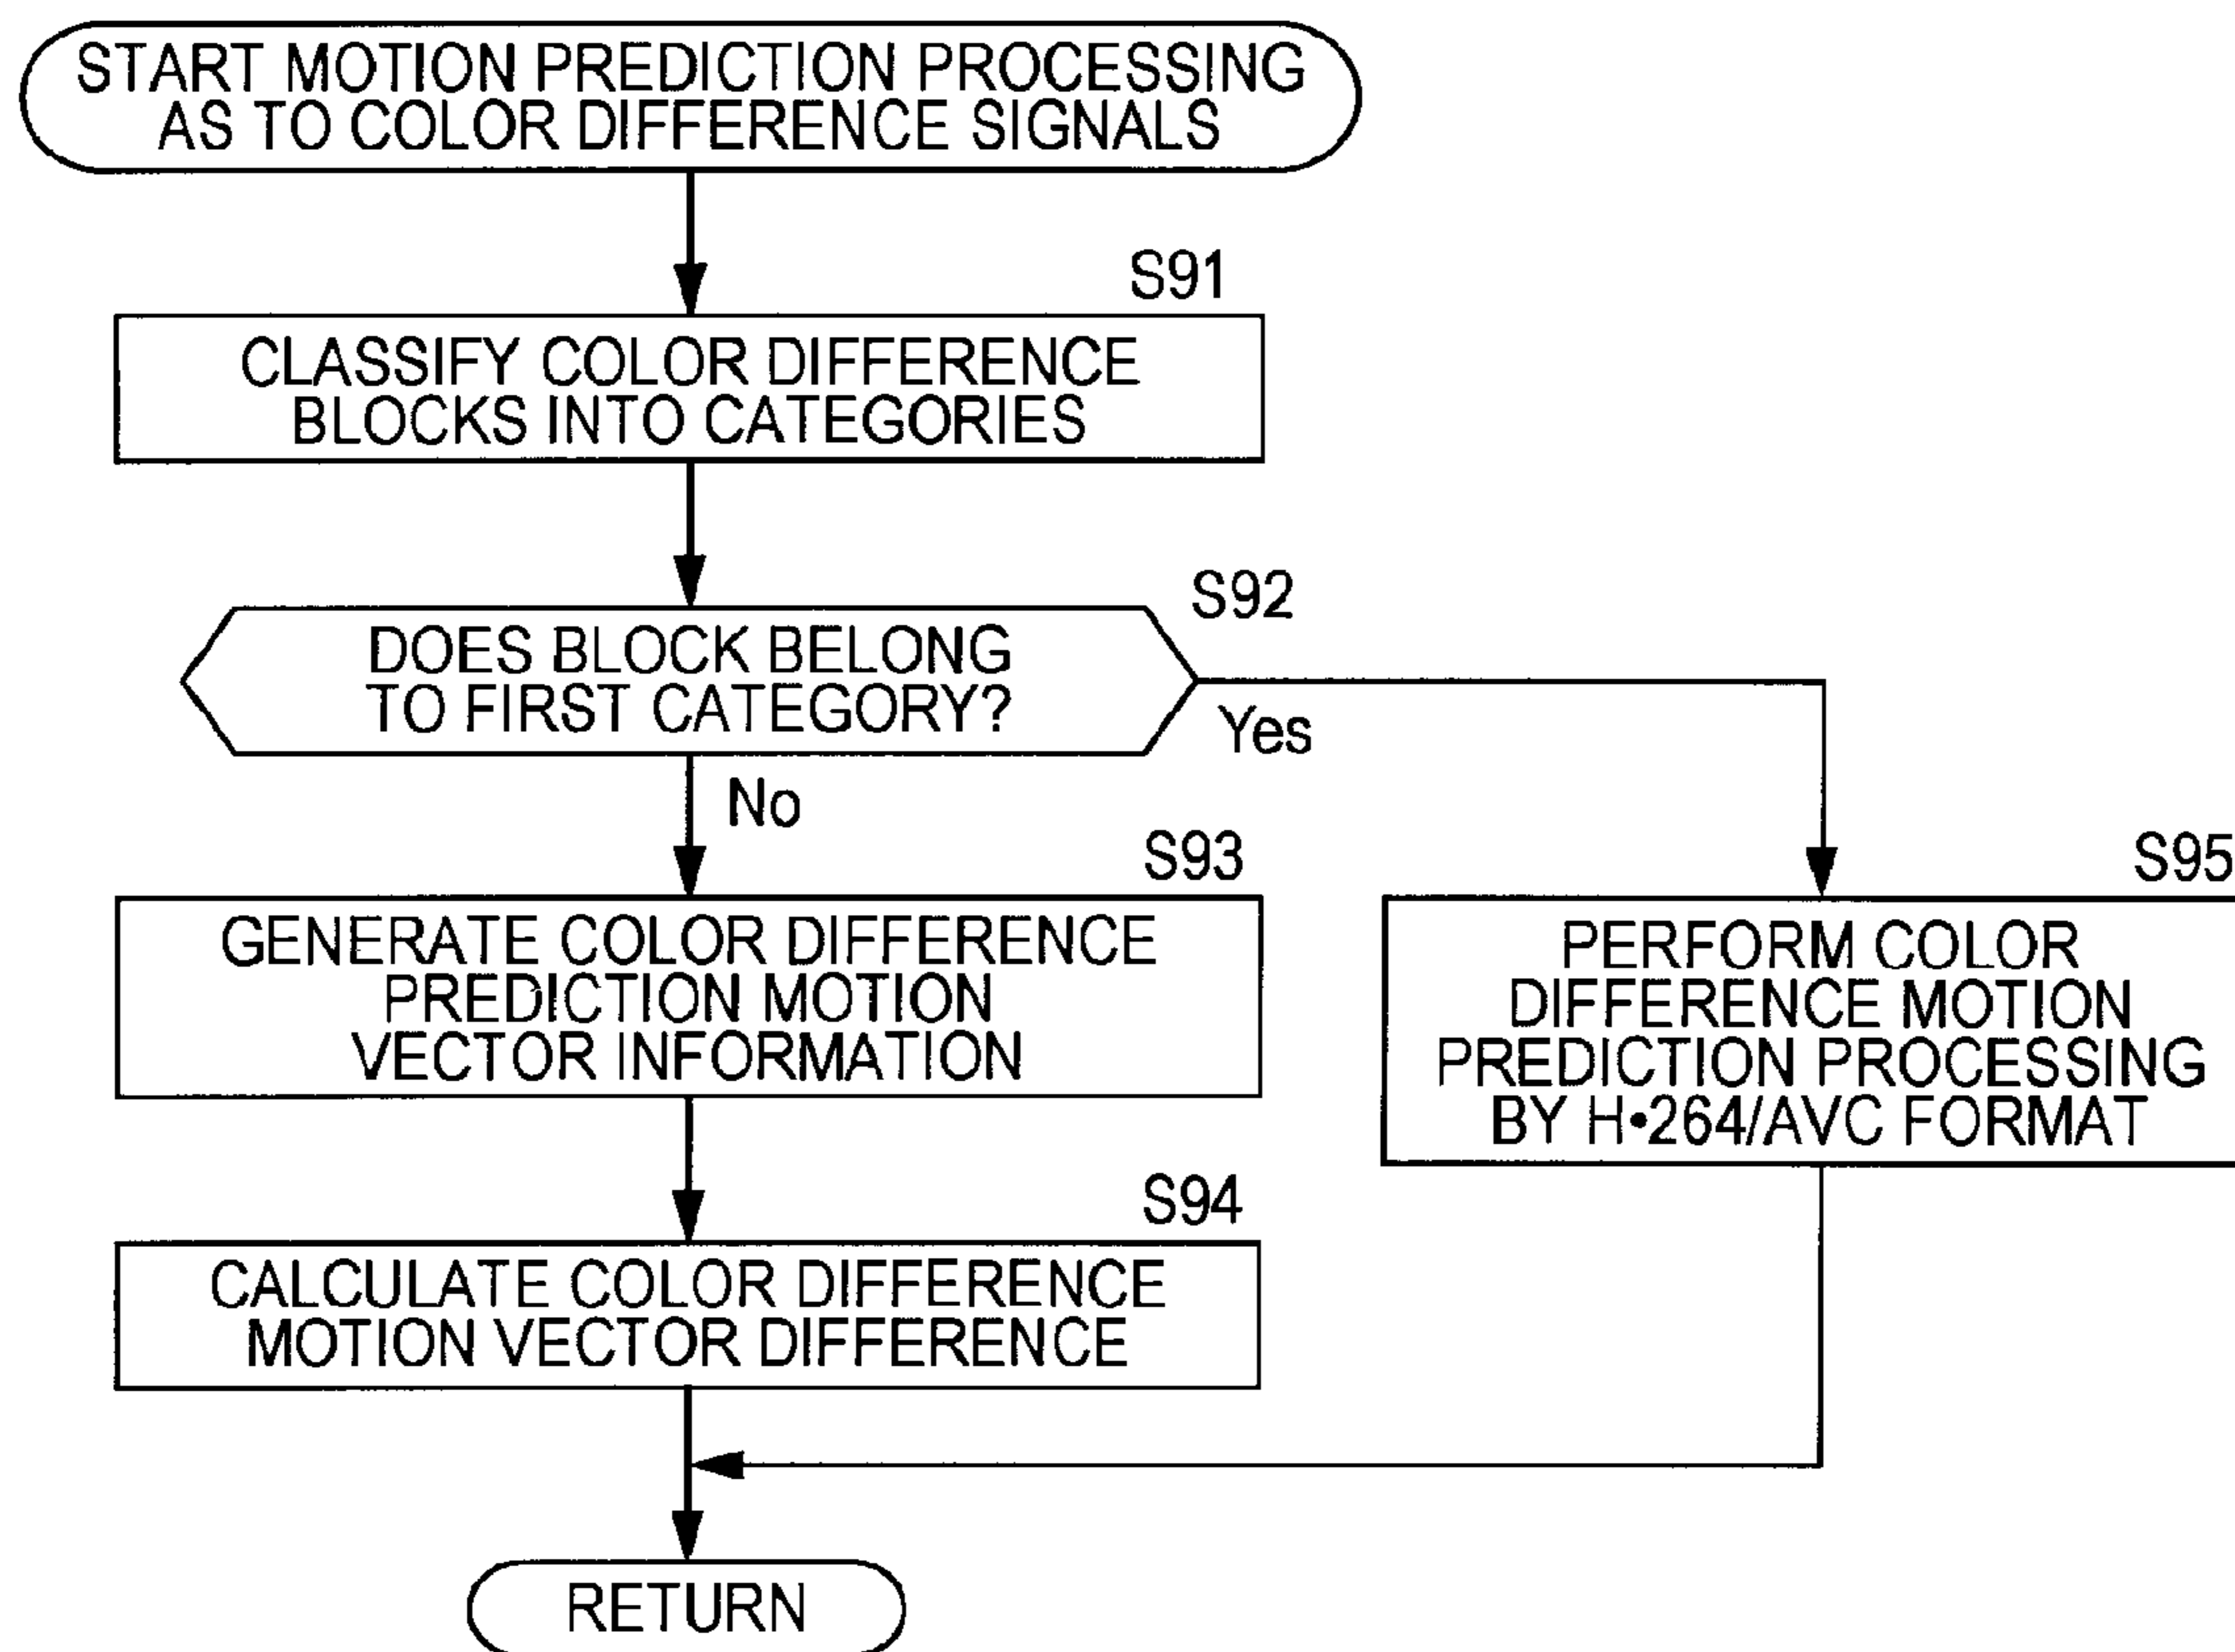 START MOTION PREDICTION PROCESSING
AS TO COLOR DIFFERENCE SIGNALS
S91
CLASSIFY COLOR DIFFERENCE
BLOCKS INTO CATEGORIES
S92
DOES BLOCK BELONG
TO FIRST CATEGORY?
Yes
No
S93
GENERATE COLOR DIFFERENCE
PREDICTION MOTION
VECTOR INFORMATION
S95
PERFORM COLOR
DIFFERENCE MOTION
PREDICTION PROCESSING
BY H•264/AVC FORMAT
S94
CALCULATE COLOR DIFFERENCE
MOTION VECTOR DIFFERENCE
RETURN